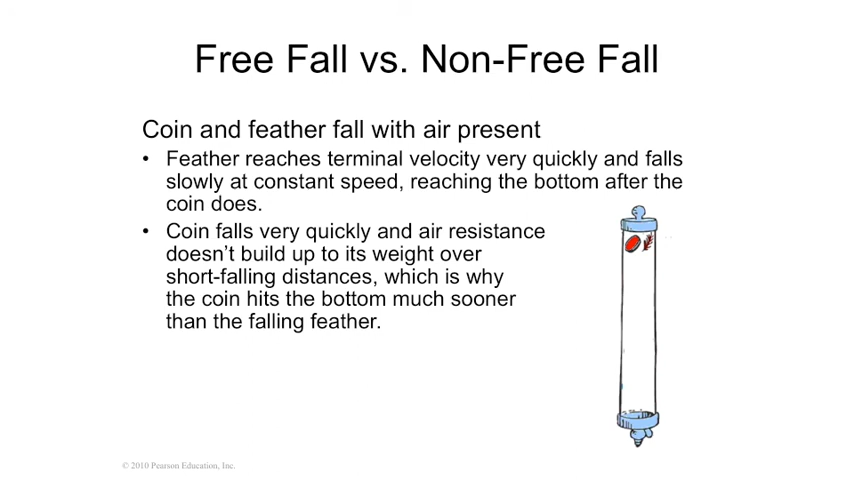 Free Fall vs. Non-Free Fall
Coin and feather fall with air present
• Feather reaches terminal velocity very quickly and falls
slowly at constant speed, reaching the bottom after the
coin does.
• Coin falls very quickly and air resistance
doesn’t build up to its weight over
short-falling distances, which is why
the coin hits the bottom much sooner
than the falling feather.
© 2010 Pearson Education, Inc.